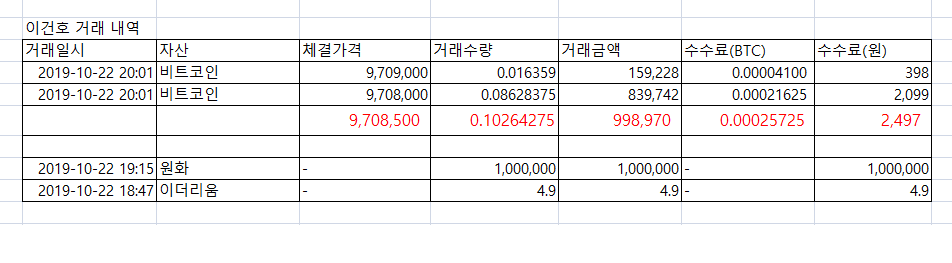 이건호 거래 내역
거래일시 자산 체결가격 거래수량 거래금액 수수료(BTC) 수수료(원)
2019-10-22 20:01 비트코인 9,709,000 0.016359 159,228 0.00004100 398
2019-10-22 20:01 비트코인 9,708,000 0.08628375 839,742 0.00021625 2,099
9,708,500 0.10264275 998,970 0.00025725 2,497
2019-10-22 19:15 원화 - 1,000,000 1,000,000 - 1,000,000
2019-10-22 18:47 이더리움 - 4.9 4.9 - 4.9